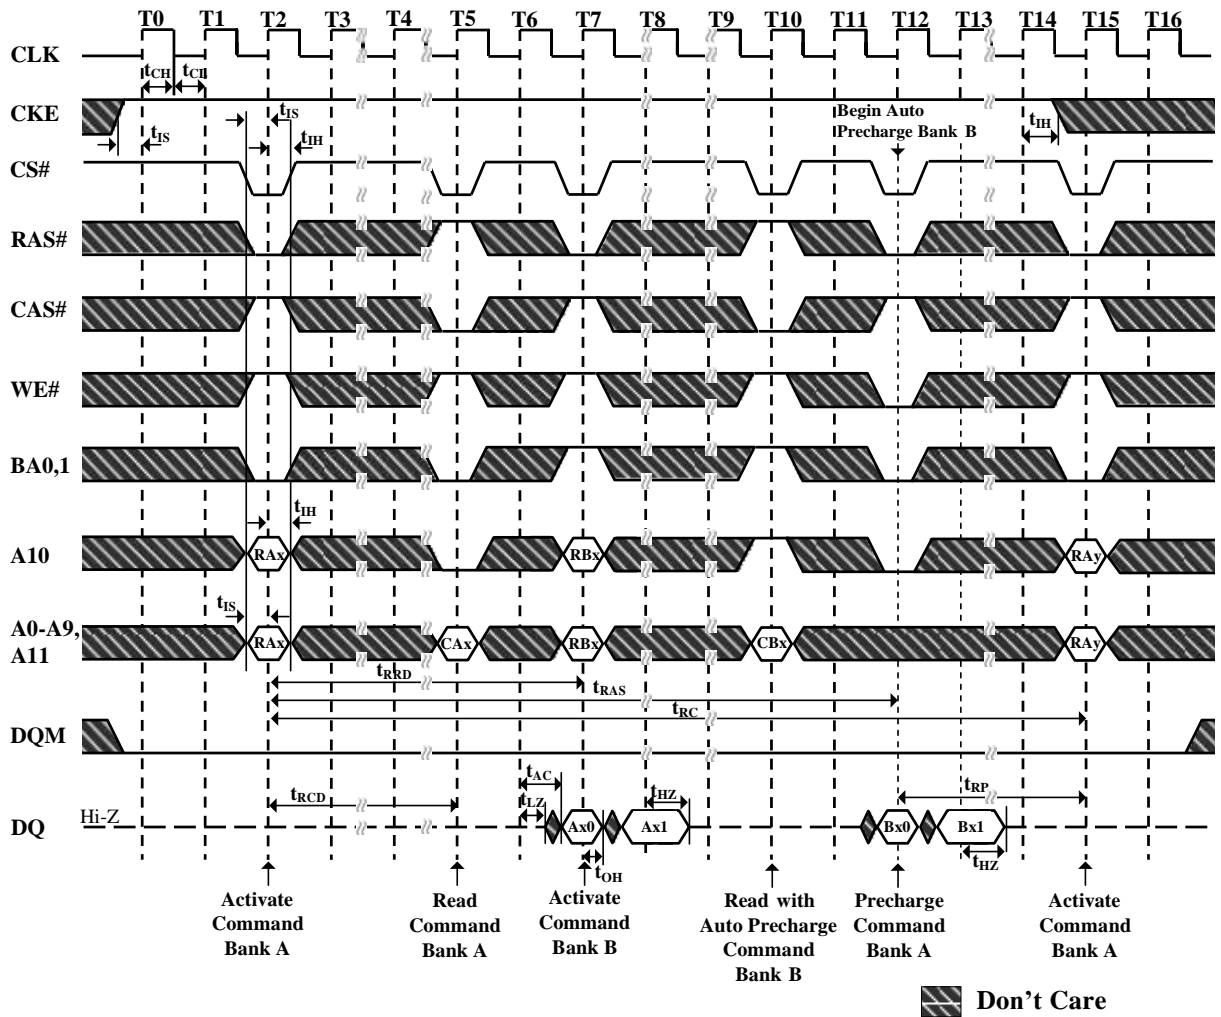 T0 T1 T2 T3 T4 T5 T6 T7 T8 T9 T10 T11 T12 T13 T14 T15 T16
CLK
tCH tCL
CKE
tIS
tIS
tIH
Begin Auto
Precharge Bank B
tIH
CS#
RAS#
CAS#
WE#
BA0,1
tIH
A10
RAx RBx RAy
tIS
A0-A9,
A11
RAx CAx RBx CBx RAy
tRRD
tRAS
tRC
DQM
tRCD
tAC
tLZ
tHZ
tRP
Hi-Z
DQ
Ax0 Ax1 Bx0 Bx1
tOH
tHZ
Activate
Command
Bank A
Read
Command
Bank A
Activate
Command
Bank B
Read with
Auto Precharge
Command
Bank B
Precharge
Command
Bank A
Activate
Command
Bank A
Don't Care